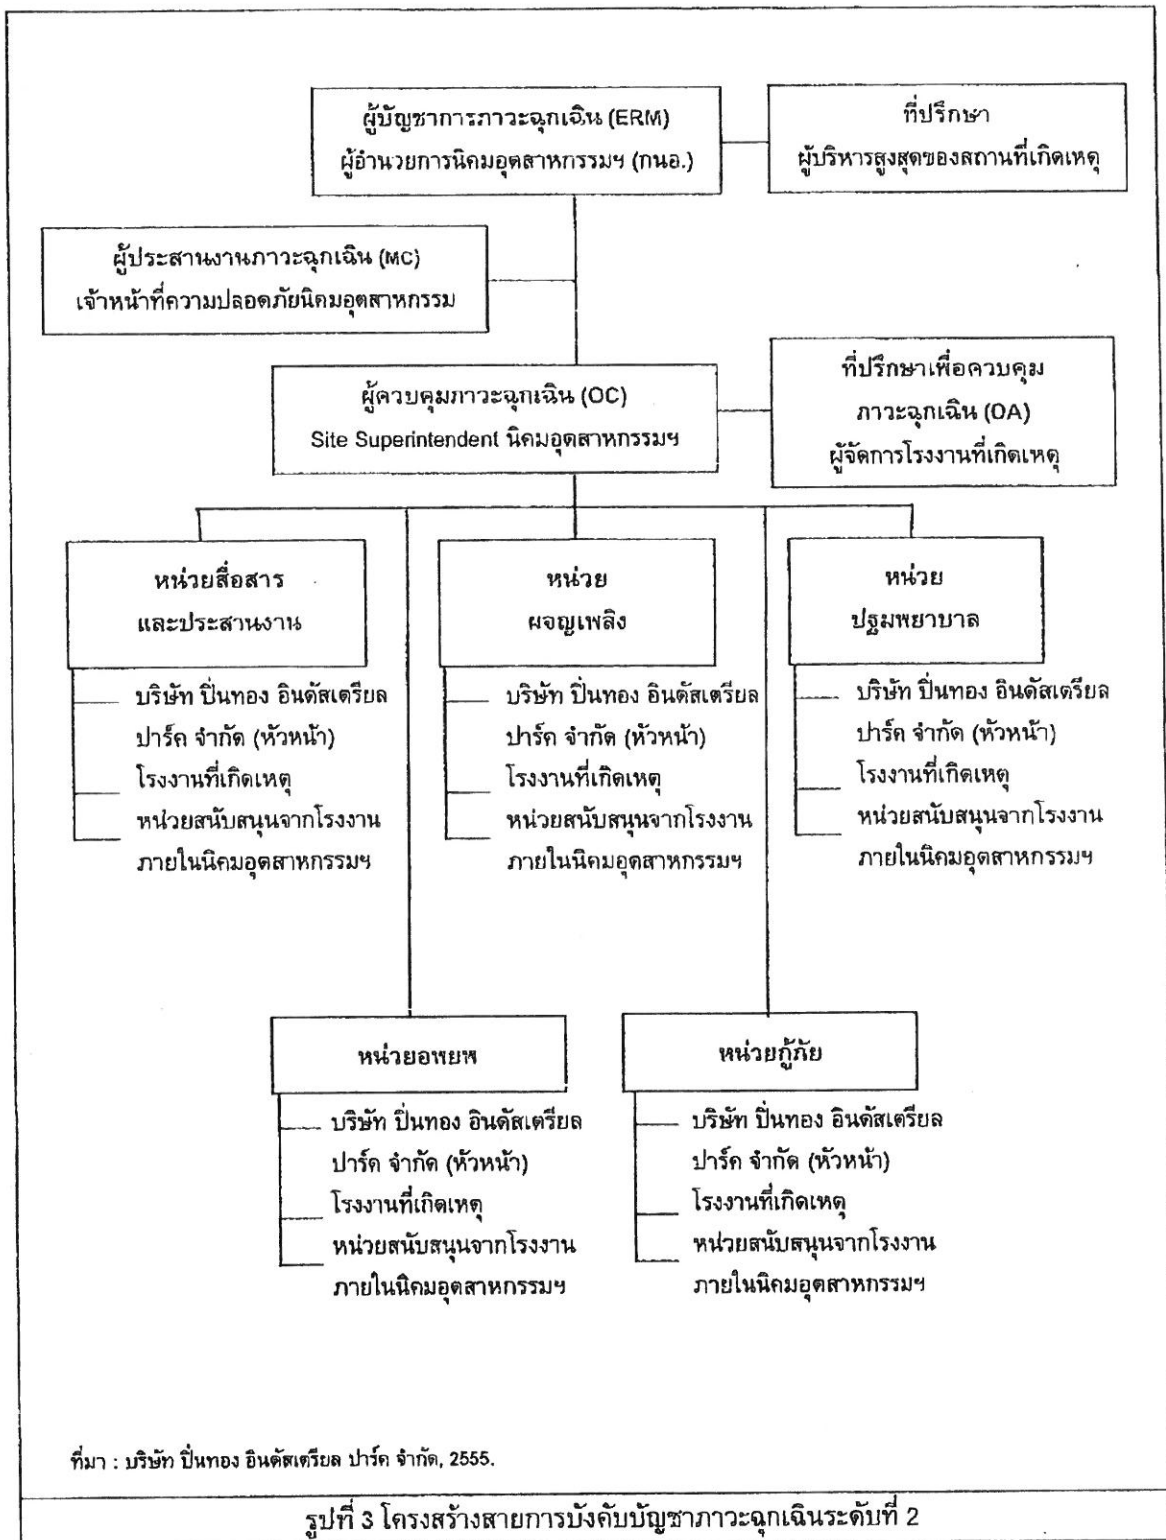 ผู้บัญชาการภาวะฉุกเฉิน (ERM)
ผู้อำนวยการนิคมอุตสาหกรรมฯ (กนอ.)
ที่ปรึกษา
ผู้บริหารสูงสุดของสถานที่เกิดเหตุ
ผู้ประสานงานภาวะฉุกเฉิน (MC)
เจ้าหน้าที่ความปลอดภัยนิคมอุตสาหกรรม
ผู้ควบคุมภาวะฉุกเฉิน (OC)
Site Superintendent นิคมอุตสาหกรรมฯ
ที่ปรึกษาเพื่อควบคุม
ภาวะฉุกเฉิน (OA)
ผู้จัดการโรงงานที่เกิดเหตุ
หน่วยสื่อสาร
และประสานงาน
บริษัท ปิ่นทอง อินดัสเตรียล
ปาร์ค จำกัด (หัวหน้า)
โรงงานที่เกิดเหตุ
หน่วยสนับสนุนจากโรงงาน
ภายในนิคมอุตสาหกรรมฯ
หน่วย
ผจญเพลิง
บริษัท ปิ่นทอง อินดัสเตรียล
ปาร์ค จำกัด (หัวหน้า)
โรงงานที่เกิดเหตุ
หน่วยสนับสนุนจากโรงงาน
ภายในนิคมอุตสาหกรรมฯ
หน่วย
ปฐมพยาบาล
บริษัท ปิ่นทอง อินดัสเตรียล
ปาร์ค จำกัด (หัวหน้า)
โรงงานที่เกิดเหตุ
หน่วยสนับสนุนจากโรงงาน
ภายในนิคมอุตสาหกรรมฯ
หน่วยอพยพ
บริษัท ปิ่นทอง อินดัสเตรียล
ปาร์ค จำกัด (หัวหน้า)
โรงงานที่เกิดเหตุ
หน่วยสนับสนุนจากโรงงาน
ภายในนิคมอุตสาหกรรมฯ
หน่วยกู้ภัย
บริษัท ปิ่นทอง อินดัสเตรียล
ปาร์ค จำกัด (หัวหน้า)
โรงงานที่เกิดเหตุ
หน่วยสนับสนุนจากโรงงาน
ภายในนิคมอุตสาหกรรมฯ
ที่มา : บริษัท ปิ่นทอง อินดัสเตรียล ปาร์ค จำกัด, 2555.
รูปที่ 3 โครงสร้างสายการบังคับบัญชาภาวะฉุกเฉินระดับที่ 2